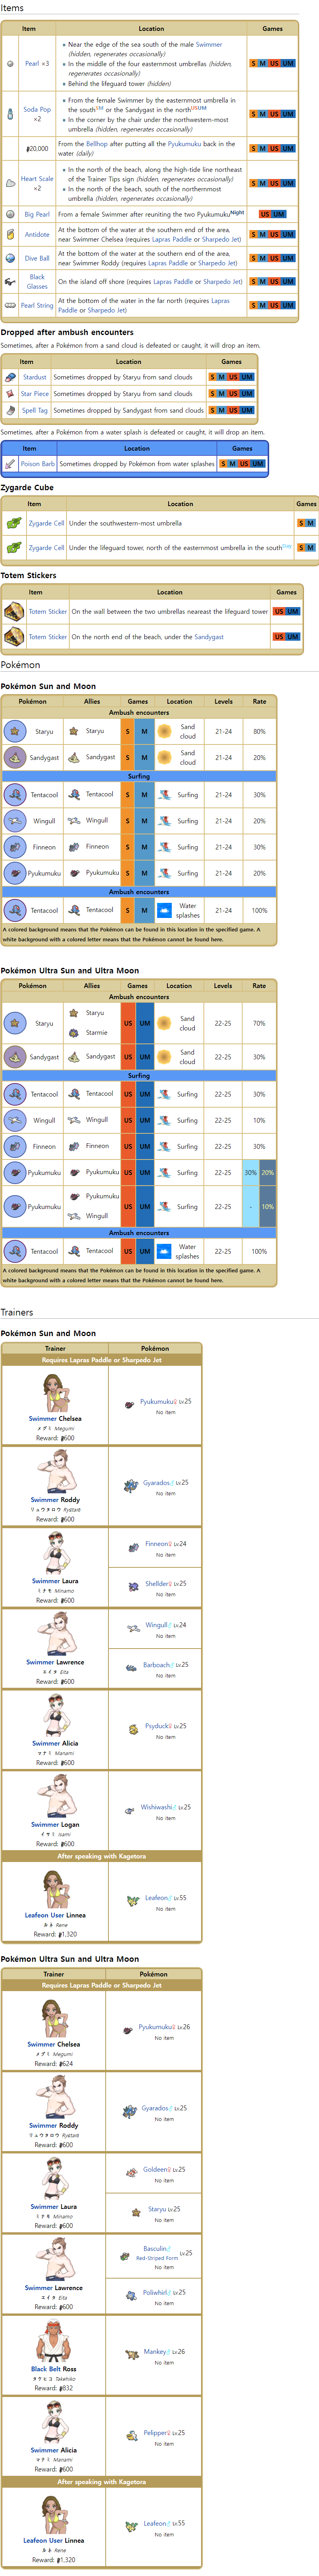 Items
Item Location Games
Pearl ×3
Near the edge of the sea south of the male Swimmer
(hidden, regenerates occasionally)
In the middle of the four easternmost umbrellas (hidden,
regenerates occasionally)
Behind the lifeguard tower (hidden)
S M US UM
Soda Pop
×2
From the female Swimmer by the easternmost umbrella in
the southSM or the Sandygast in the northUSUM
In the corner by the chair under the northwestern-most
umbrella (hidden, regenerates occasionally)
S M US UM
20,000
From the Bellhop after putting all the Pyukumuku back in the
water (daily)
S M US UM
Heart Scale
×2
In the north of the beach, along the high-tide line northeast
of the Trainer Tips sign (hidden, regenerates occasionally)
In the north of the beach, south of the northernmost
umbrella (hidden, regenerates occasionally)
S M US UM
Big Pearl From a female Swimmer after reuniting the two PyukumukuNight US UM
Antidote
At the bottom of the water at the southern end of the area,
near Swimmer Chelsea (requires Lapras Paddle or Sharpedo Jet)
S M US UM
Dive Ball
At the bottom of the water at the southern end of the area,
near Swimmer Roddy (requires Lapras Paddle or Sharpedo Jet)
S M US UM
Black
Glasses
On the island off shore (requires Lapras Paddle or Sharpedo Jet) S M US UM
Pearl String
At the bottom of the water in the far north (requires Lapras
Paddle or Sharpedo Jet)
S M US UM
Dropped after ambush encounters
Sometimes, after a Pokémon from a sand cloud is defeated or caught, it will drop an item.
Item Location Games
Stardust Sometimes dropped by Staryu from sand clouds S M US UM
Star Piece Sometimes dropped by Staryu from sand clouds S M US UM
Spell Tag Sometimes dropped by Sandygast from sand clouds S M US UM
Sometimes, after a Pokémon from a water splash is defeated or caught, it will drop an item.
Item Location Games
Poison Barb Sometimes dropped by Pokémon from water splashes S M US UM
Zygarde Cube
Item Location Games
Zygarde Cell Under the southwestern-most umbrella S M
Zygarde Cell Under the lifeguard tower, north of the easternmost umbrella in the southDay S M
Totem Stickers
Item Location Games
Totem Sticker On the wall between the two umbrellas neareast the lifeguard tower US UM
Totem Sticker On the north end of the beach, under the Sandygast US UM
Pokémon
Pokémon Sun and Moon
Pokémon Allies Games Location Levels Rate
Ambush encounters
Staryu Staryu S M Sand cloud 21-24 80%
Sandygast Sandygast S M Sand cloud 21-24 20%
Surfing
Tentacool Tentacool S M Surfing 21-24 30%
Wingull Wingull S M Surfing 21-24 20%
Finneon Finneon S M Surfing 21-24 30%
Pyukumuku Pyukumuku S M Surfing 21-24 20%
Ambush encounters
Tentacool Tentacool S M Water splashes 21-24 100%
A colored background means that the Pokémon can be found in this location in the specified game. A
white background with a colored letter means that the Pokémon cannot be found here.
Pokémon Ultra Sun and Ultra Moon
Pokémon Allies Games Location Levels Rate
Ambush encounters
Staryu Staryu Starmie US UM Sand cloud 22-25 70%
Sandygast Sandygast US UM Sand cloud 22-25 30%
Surfing
Tentacool Tentacool US UM Surfing 22-25 30%
Wingull Wingull US UM Surfing 22-25 10%
Finneon Finneon US UM Surfing 22-25 30%
Pyukumuku Pyukumuku US UM Surfing 22-25 30% 20%
Pyukumuku Pyukumuku Wingull US UM Surfing 22-25 - 10%
Ambush encounters
Tentacool Tentacool US UM Water splashes 22-25 100%
A colored background means that the Pokémon can be found in this location in the specified game. A
white background with a colored letter means that the Pokémon cannot be found here.
Trainers
Pokémon Sun and Moon
Trainer Pokémon
Requires Lapras Paddle or Sharpedo Jet
Swimmer Chelsea
メグミ Megumi
Reward: 600
Pyukumuku♀ Lv.25
No item
Swimmer Roddy
リュウタロウ Ryūtarō
Reward: 600
Gyarados♂ Lv.25
No item
Swimmer Laura
ミナモ Minamo
Reward: 600
Finneon♀ Lv.24
No item
Shellder♀ Lv.25
No item
Swimmer Lawrence
エイタ Eita
Reward: 600
Wingull♂ Lv.24
No item
Barboach♂ Lv.25
No item
Swimmer Alicia
マナミ Manami
Reward: 600
Psyduck♀ Lv.25
No item
Swimmer Logan
イサミ Isami
Reward: 600
Wishiwashi♂ Lv.25
No item
After speaking with Kagetora
Leafeon User Linnea
ルネ Rene
Reward: 1,320
Leafeon♂ Lv.55
No item
Pokémon Ultra Sun and Ultra Moon
Trainer Pokémon
Requires Lapras Paddle or Sharpedo Jet
Swimmer Chelsea
メグミ Megumi
Reward: 624
Pyukumuku♀ Lv.26
No item
Swimmer Roddy
リュウタロウ Ryūtarō
Reward: 600
Gyarados♂ Lv.25
No item
Swimmer Laura
ミナモ Minamo
Reward: 600
Goldeen♀ Lv.25
No item
Staryu Lv.25
No item
Swimmer Lawrence
エイタ Eita
Reward: 600
Basculin♂
Red-Striped Form
Lv.25
No item
Poliwhirl♂ Lv.25
No item
Black Belt Ross
タケヒコ Takehiko
Reward: 832
Mankey♂ Lv.26
No item
Swimmer Alicia
マナミ Manami
Reward: 600
Pelipper♀ Lv.25
No item
After speaking with Kagetora
Leafeon User Linnea
ルネ Rene
Reward: 1,320
Leafeon♂ Lv.55
No item